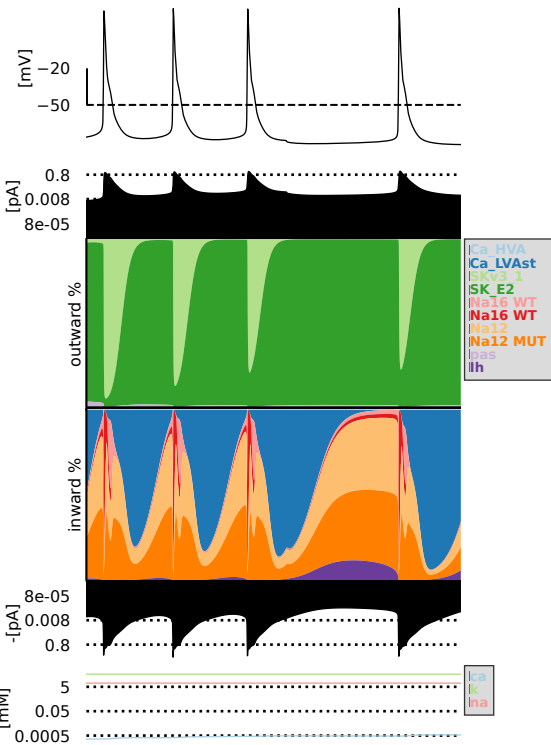 [mV]
−20
−50
[pA]
0.8
0.008
8e-05
outward %
Ca_HVA
Ca_LVAst
SKv3_1
SK_E2
Na16 WT
Na16 WT
Na12
Na12 MUT
pas
Ih
inward %
-[pA]
8e-05
0.008
0.8
[mM]
5
0.05
0.0005
ca
k
na